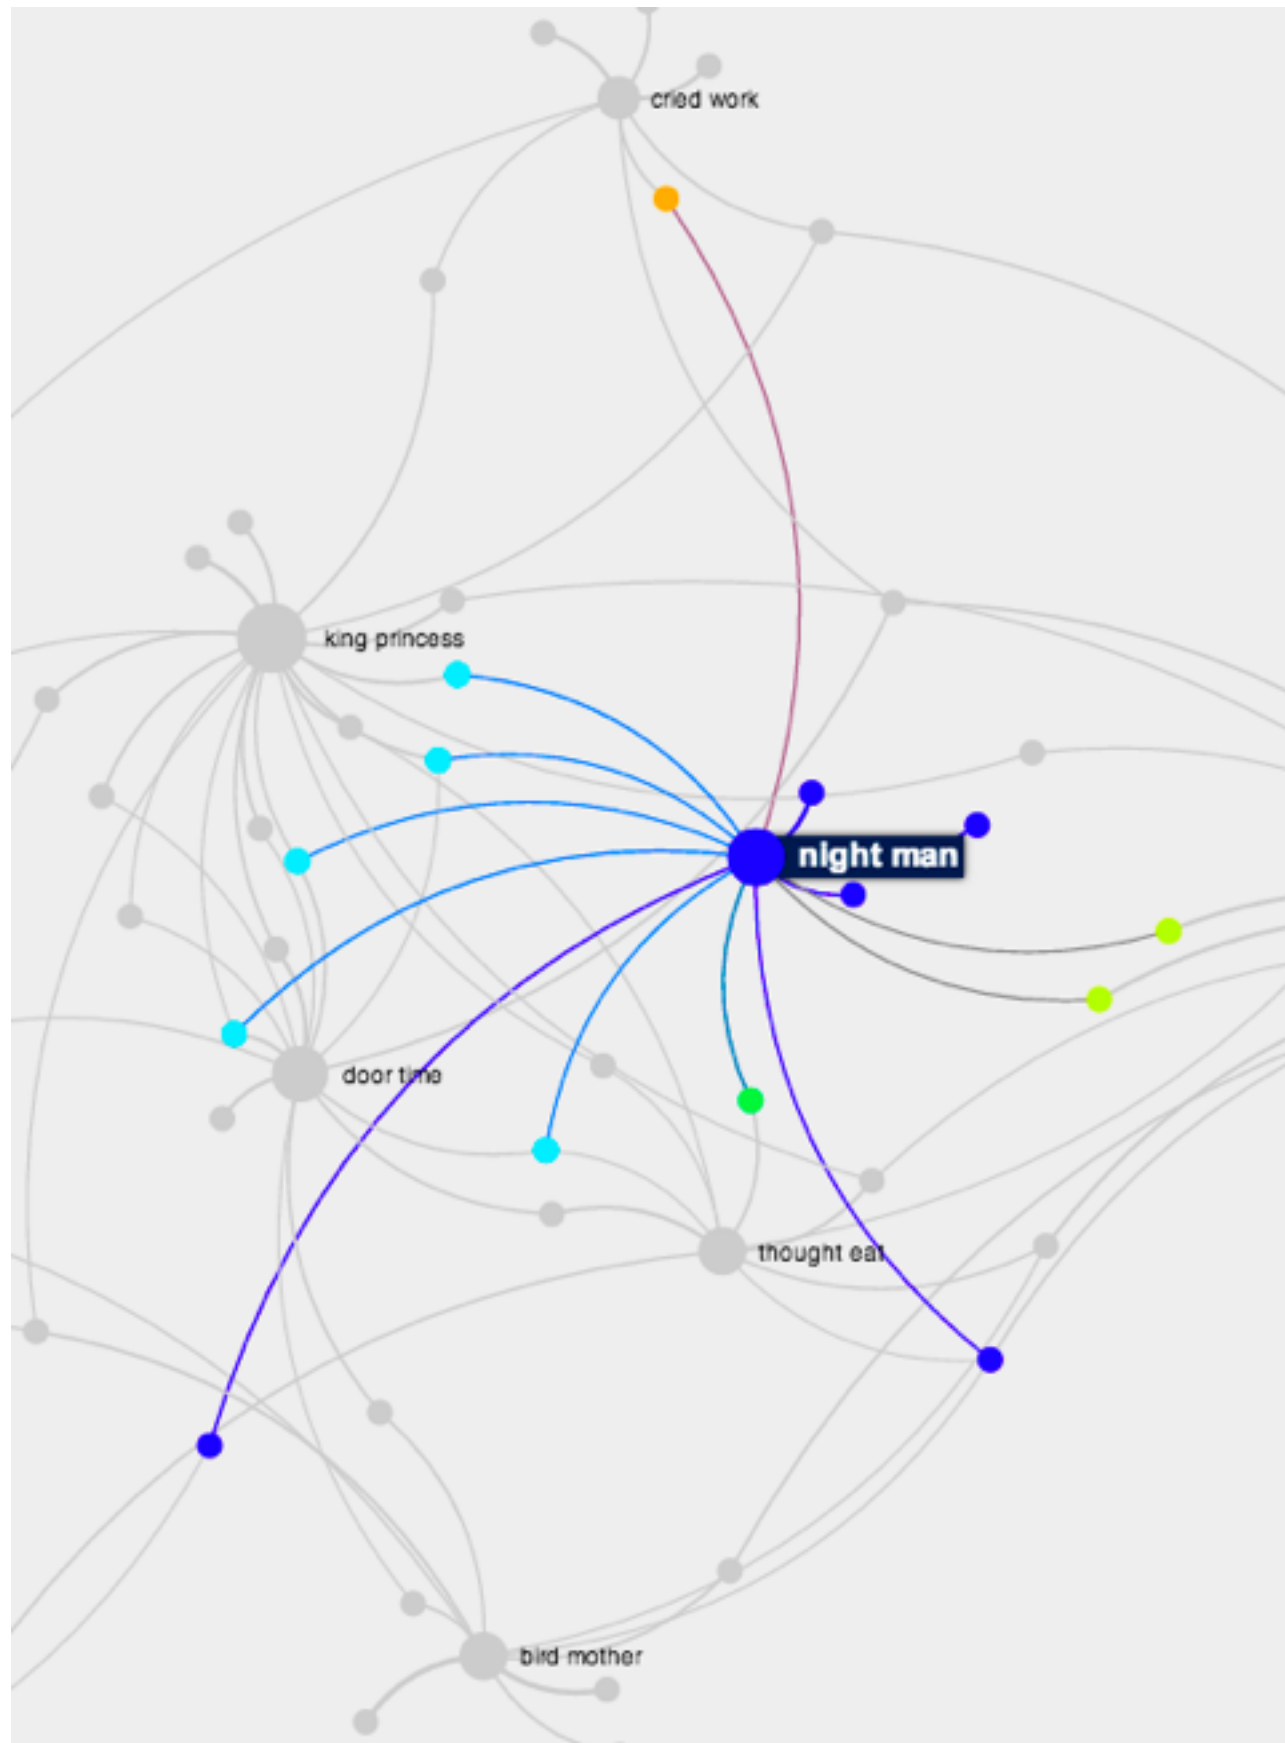 cried work
king princess
night man
door time
thought eat
bird mother